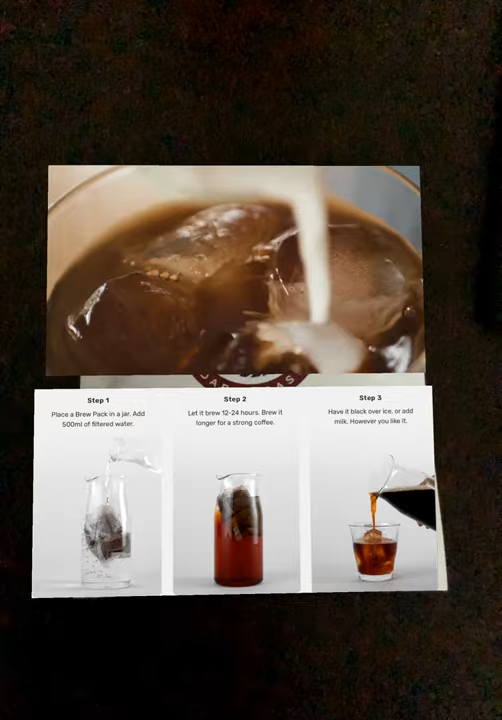 Step 1
Place a Brew Pack in a jar. Add
500ml of filtered water.
Step 2
Let it brew 12-24 hours. Brew it
longer for a strong coffee.
Step 3
Have it black over ice, or add
milk. However you like it.